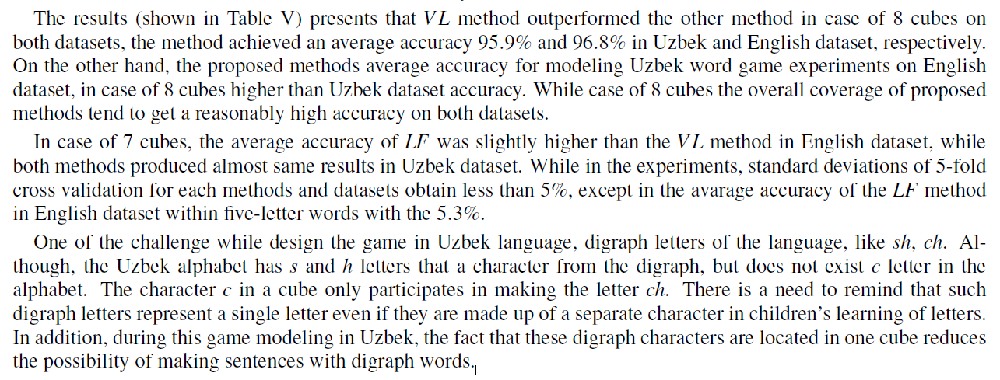 The results (shown in Table V) presents that VL method outperformed the other method in case of 8 cubes on
both datasets, the method achieved an average accuracy 95.9% and 96.8% in Uzbek and English dataset, respectively.
On the other hand, the proposed methods average accuracy for modeling Uzbek word game experiments on English
dataset, in case of 8 cubes higher than Uzbek dataset accuracy. While case of 8 cubes the overall coverage of proposed
methods tend to get a reasonably high accuracy on both datasets.
In case of 7 cubes, the average accuracy of LF was slightly higher than the VL method in English dataset, while
both methods produced almost same results in Uzbek dataset. While in the experiments, standard deviations of 5-fold
cross validation for each methods and datasets obtain less than 5%, except in the avarage accuracy of the LF method
in English dataset within five-letter words with the 5.3%.
One of the challenge while design the game in Uzbek language, digraph letters of the language, like sh, ch. Al-
though, the Uzbek alphabet has s and h letters that a character from the digraph, but does not exist c letter in the
alphabet. The character c in a cube only participates in making the letter ch. There is a need to remind that such
digraph letters represent a single letter even if they are made up of a separate character in children's learning of letters.
In addition, during this game modeling in Uzbek, the fact that these digraph characters are located in one cube reduces
the possibility of making sentences with digraph words.